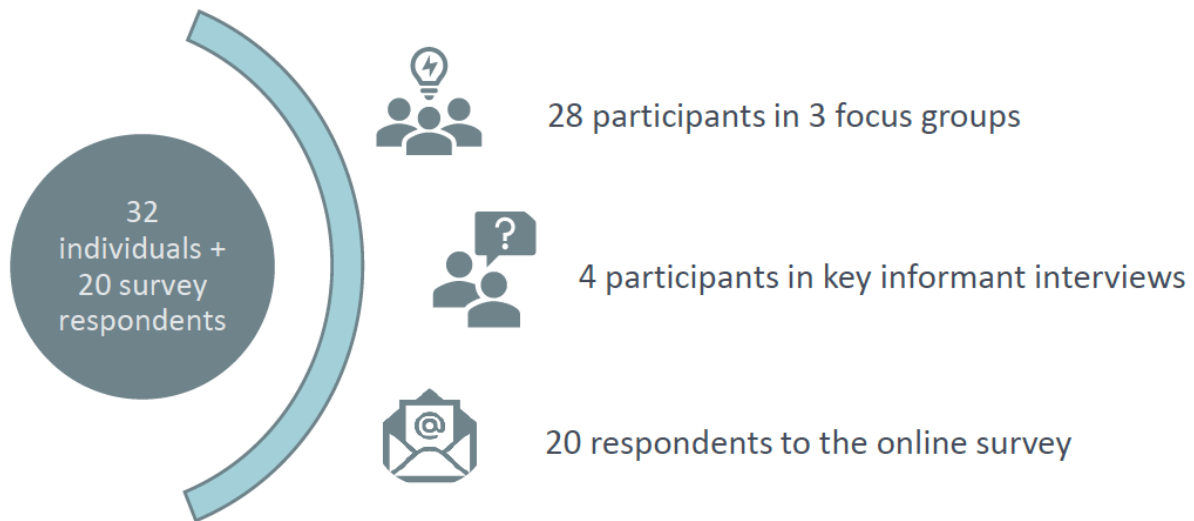 32
individuals +
20 survey
respondents
28 participants in 3 focus groups
?
4 participants in key informant interviews
@
20 respondents to the online survey